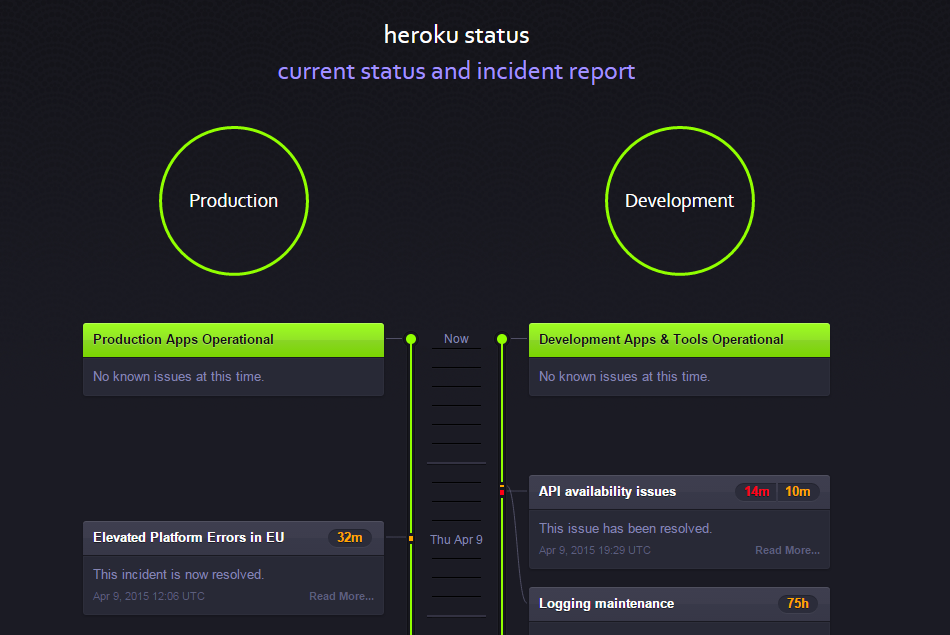 heroku status
current status and incident report
Production
Development
Production Apps Operational
No known issues at this time.
Now
Development Apps & Tools Operational
No known issues at this time.
API availability issues 14m 10m
This issue has been resolved.
Apr 9, 2015 19:29 UTC Read More...
Elevated Platform Errors in EU 32m
This incident is now resolved.
Apr 9, 2015 12:06 UTC Read More...
Thu Apr 9
Logging maintenance 75h